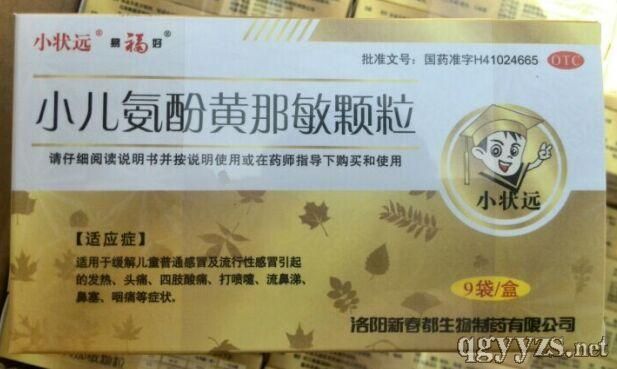 小状远® 易福好®
批准文号：国药准字H41024665 OTC
小儿氨酚黄那敏颗粒
请仔细阅读说明书并按说明使用或在药师指导下购买和使用
小状远
【适应症】
适用于缓解儿童普通感冒及流行性感冒引起
的发热、头痛、四肢酸痛、打喷嚏、流鼻涕、
鼻塞、咽痛等症状。
9袋/盒
洛阳新春都生物制药有限公司
qgyyzs.net